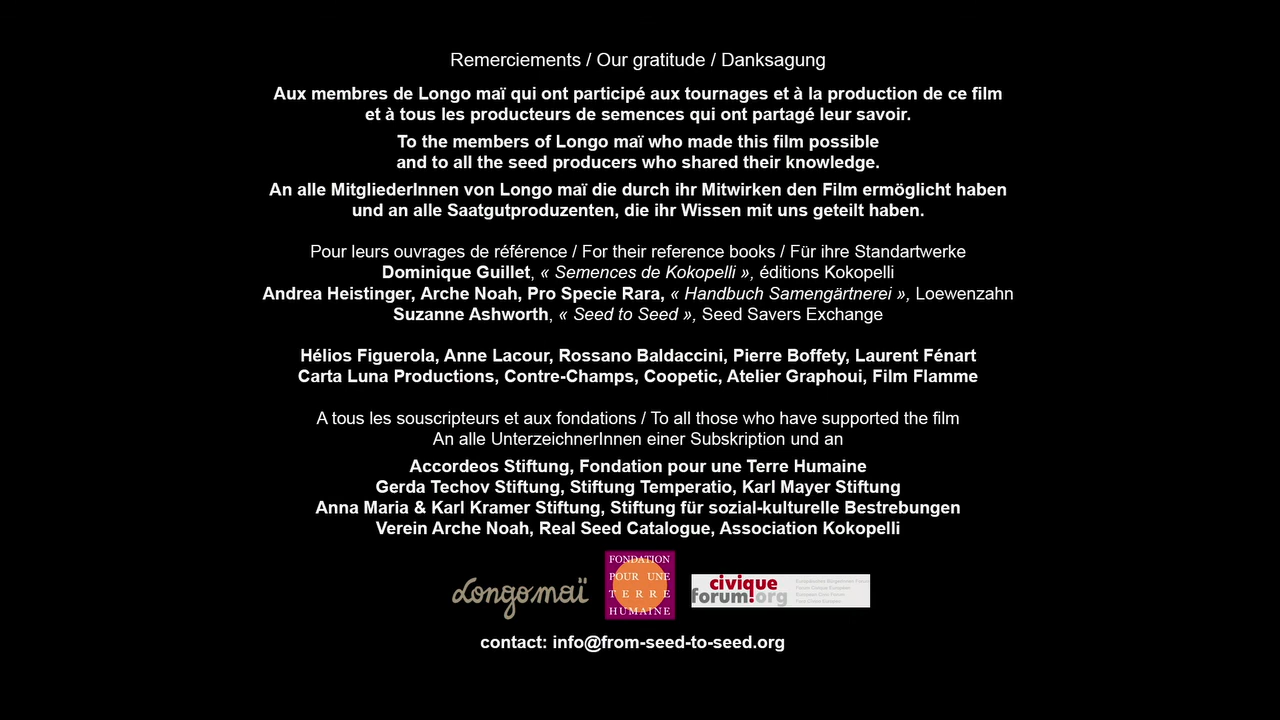 Remerciements / Our gratitude / Danksagung
Aux membres de Longo maï qui ont participé aux tournages et à la production de ce film
et à tous les producteurs de semences qui ont partagé leur savoir.
To the members of Longo maï who made this film possible
and to all the seed producers who shared their knowledge.
An alle MitgliederInnen von Longo maï die durch ihr Mitwirken den Film ermöglicht haben
und an alle Saatgutproduzenten, die ihr Wissen mit uns geteilt haben.
Pour leurs ouvrages de référence / For their reference books / Für ihre Standartwerke
Dominique Guillet, « Semences de Kokopelli », éditions Kokopelli
Andrea Heistinger, Arche Noah, Pro Specie Rara, « Handbuch Samengärtnerei », Loewenzahn
Suzanne Ashworth, « Seed to Seed », Seed Savers Exchange
Hélios Figuerola, Anne Lacour, Rossano Baldaccini, Pierre Boffety, Laurent Fénart
Carta Luna Productions, Contre-Champs, Coopetic, Atelier Graphoui, Film Flamme
A tous les souscripteurs et aux fondations / To all those who have supported the film
An alle UnterzeichnerInnen einer Subskription und an
Accordeos Stiftung, Fondation pour une Terre Humaine
Gerda Techov Stiftung, Stiftung Temperatio, Karl Mayer Stiftung
Anna Maria & Karl Kramer Stiftung, Stiftung für sozial-kulturelle Bestrebungen
Verein Arche Noah, Real Seed Catalogue, Association Kokopelli
Longo maï
FONDATION
POUR UNE
TERRE
HUMAINE
civique
forum!org
contact: info@from-seed-to-seed.org